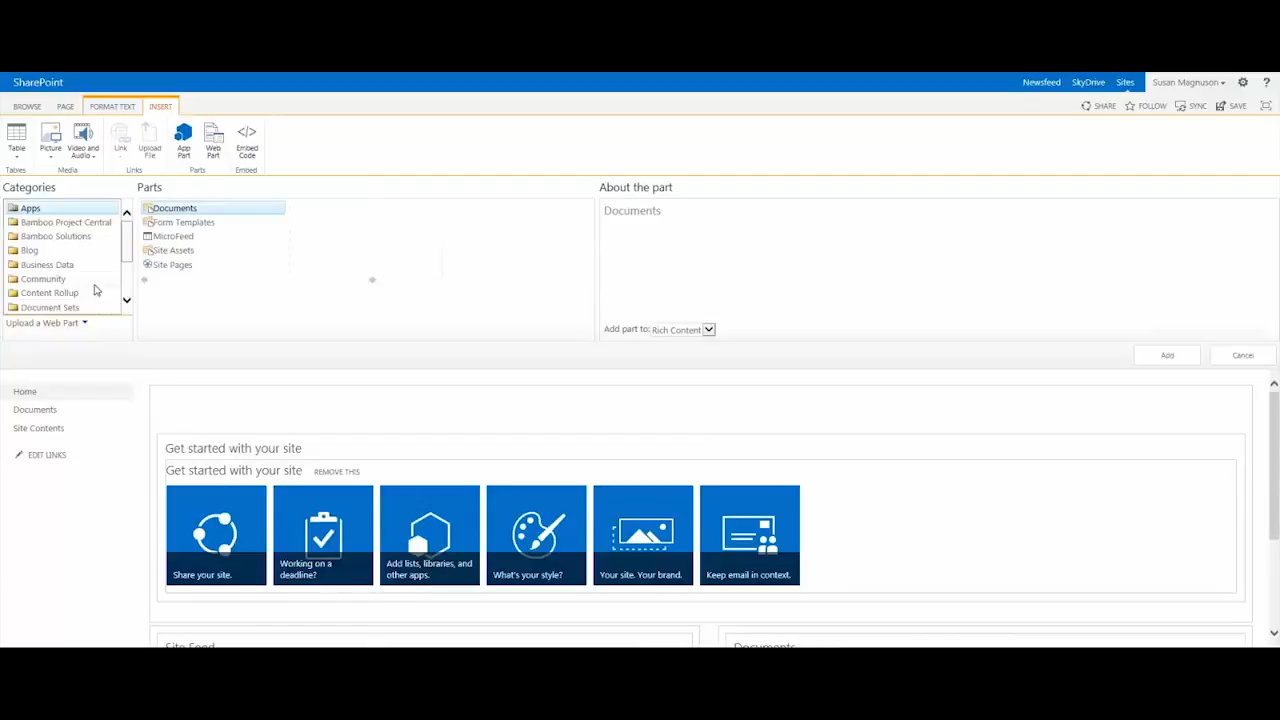 SharePoint
Newsfeed SkyDrive Sites Susan Magnuson ?
BROWSE PAGE FORMAT TEXT INSERT
SHARE FOLLOW SYNC SAVE
Table Picture Video and Audio Link Upload File App Part Web Part Embed Code
Tables Media Links Parts Embed
Categories Parts About the part
Apps
Bamboo Project Central
Bamboo Solutions
Blog
Business Data
Community
Content Rollup
Document Sets
Upload a Web Part
Documents
Form Templates
MicroFeed
Site Assets
Site Pages
Documents
Add part to: Rich Content
Add Cancel
Home
Documents
Site Contents
EDIT LINKS
Get started with your site
Get started with your site REMOVE THIS
Share your site.
Working on a deadline?
Add lists, libraries, and other apps.
What's your style?
Your site. Your brand.
Keep email in context.
Site Feed Documents